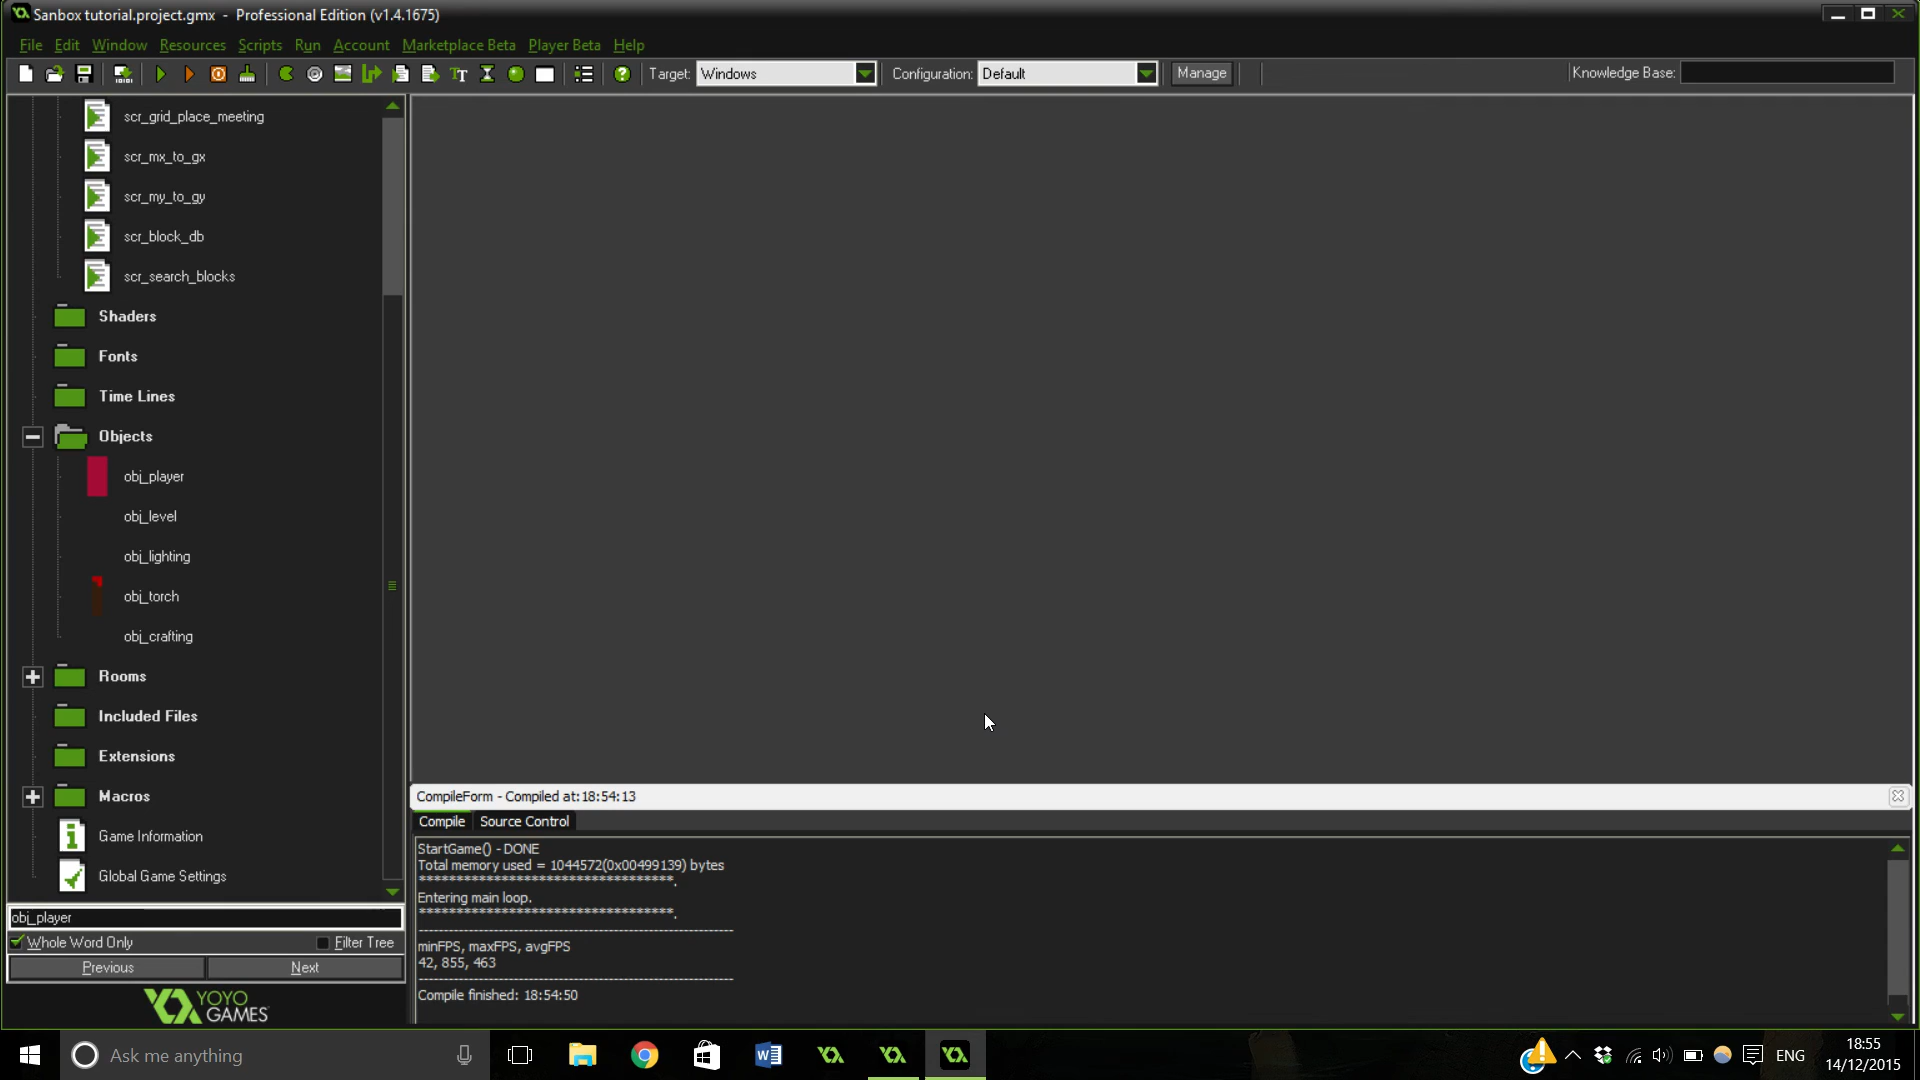 Sanbox tutorial.project.gmx - Professional Edition (v1.4.1675)
File Edit Window Resources Scripts Run Account Marketplace Beta Player Beta Help
Target: Windows Configuration: Default Manage Knowledge Base:
scr_grid_place_meeting
scr_mx_to_gx
scr_my_to_gy
scr_block_db
scr_search_blocks
Shaders
Fonts
Time Lines
Objects
obj_player
obj_level
obj_lighting
obj_torch
obj_crafting
Rooms
Included Files
Extensions
Macros
Game Information
Global Game Settings
obj_player
Whole Word Only Filter Tree
Previous Next
YOYO
GAMES
CompileForm - Compiled at:18:54:13
Compile Source Control
StartGame() - DONE
Total memory used = 1044572(0x00499139) bytes
***********************************.
Entering main loop.
***********************************.
minFPS, maxFPS, avgFPS
42, 855, 463
Compile finished: 18:54:50
Ask me anything
ENG
18:55
14/12/2015